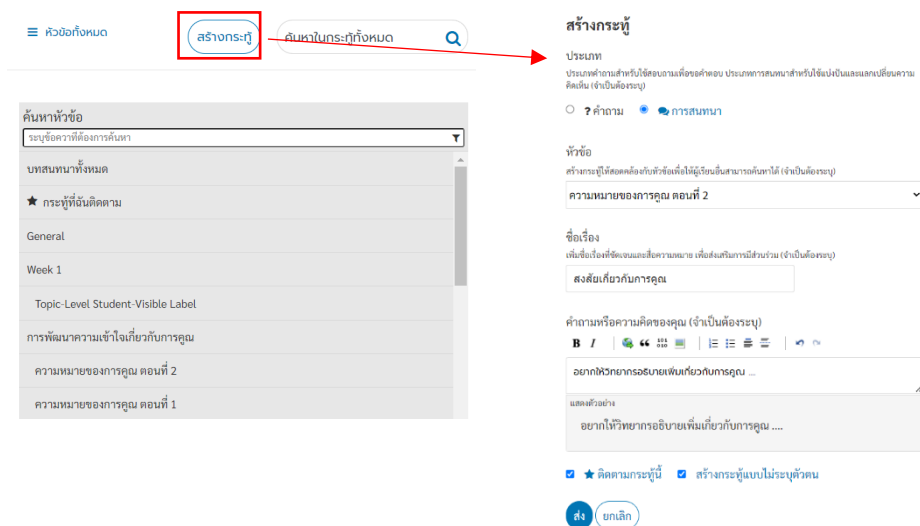 หัวข้อทั้งหมด
สร้างกระทู้
ค้นหาในกระทู้ทั้งหมด
ค้นหาหัวข้อ
ระบุข้อควาที่ต้องการค้นหา
บทสนทนาทั้งหมด
กระทู้ที่ฉันติดตาม
General
Week 1
Topic-Level Student-Visible Label
การพัฒนาความเข้าใจเกี่ยวกับการคูณ
ความหมายของการคูณ ตอนที่ 2
ความหมายของการคูณ ตอนที่ 1
สร้างกระทู้
ประเภท
ประเภทคำถามสำหรับใช้สอบถามเพื่อขอคำตอบ ประเภทการสนทนาสำหรับใช้แบ่งปันและแลกเปลี่ยนความ
คิดเห็น (จำเป็นต้องระบุ)
? คำถาม การสนทนา
หัวข้อ
สร้างกระทู้ให้สอดคล้องกับหัวข้อเพื่อให้ผู้เรียนอื่นสามารถค้นหาได้ (จำเป็นต้องระบุ)
ความหมายของการคูณ ตอนที่ 2
ชื่อเรื่อง
เพิ่มชื่อเรื่องที่ชัดเจนและสื่อความหมาย เพื่อส่งเสริมการมีส่วนร่วม (จำเป็นต้องระบุ)
สงสัยเกี่ยวกับการคูณ
คำถามหรือความคิดของคุณ (จำเป็นต้องระบุ)
B I
อยากให้วิทยากรอธิบายเพิ่มเกี่ยวกับการคูณ ...
แสดงตัวอย่าง
อยากให้วิทยากรอธิบายเพิ่มเกี่ยวกับการคูณ ....
ติดตามกระทู้นี้ สร้างกระทู้แบบไม่ระบุตัวตน
ส่ง ยกเลิก